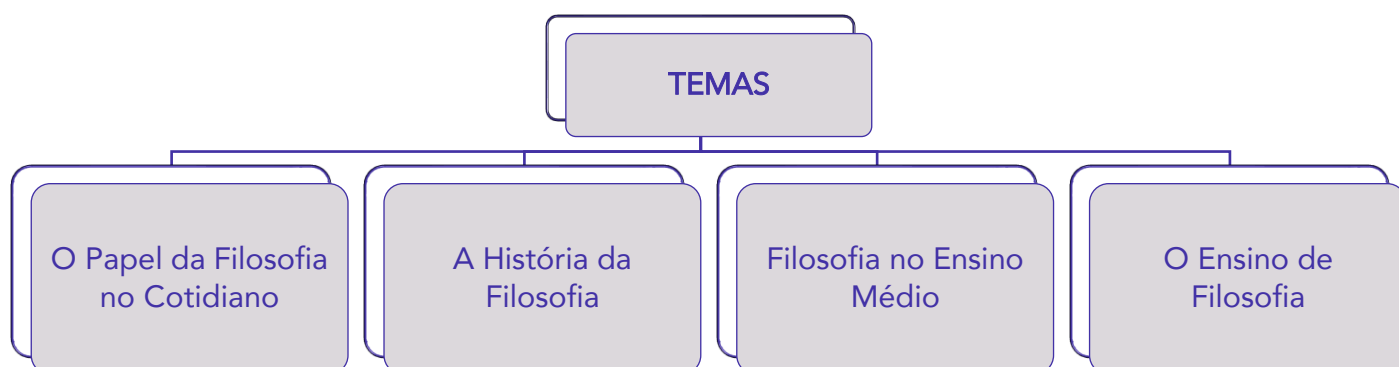 TEMAS
O Papel da Filosofia
no Cotidiano
A História da
Filosofia
Filosofia no Ensino
Médio
O Ensino de
Filosofia